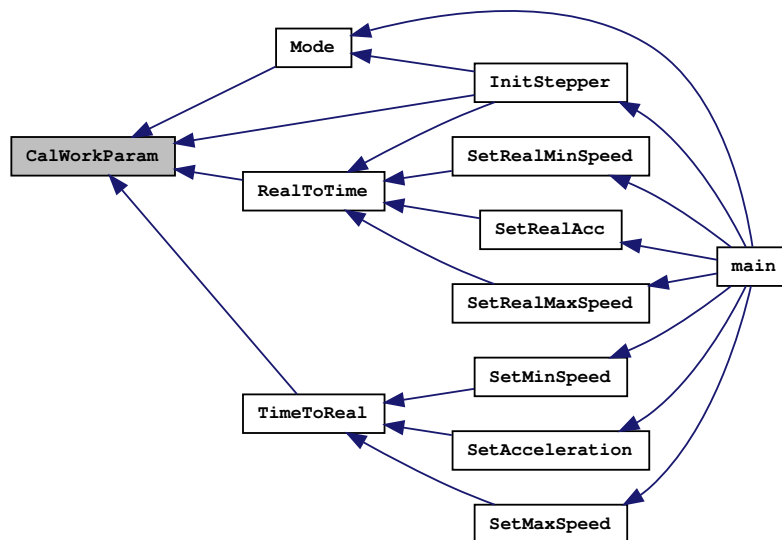 Mode
InitStepper
CalWorkParam
SetRealMinSpeed
RealToTime
SetRealAcc
main
SetRealMaxSpeed
SetMinSpeed
TimeToReal
SetAcceleration
SetMaxSpeed